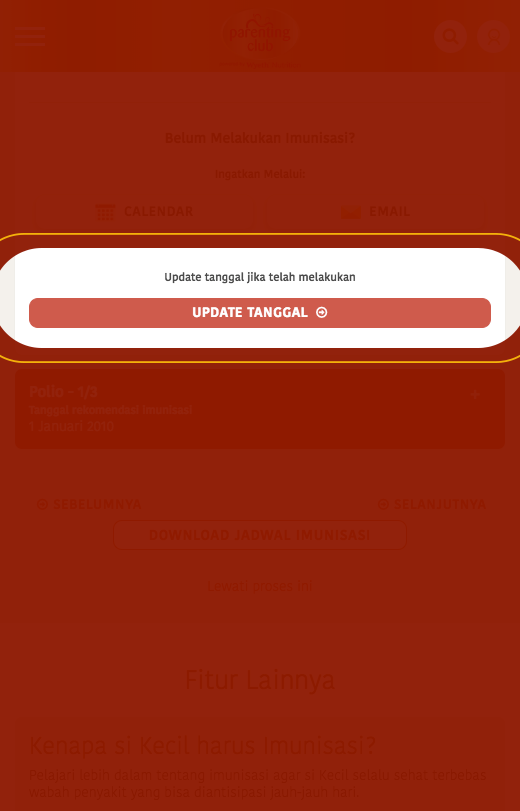 parenting
club
Belum Melakukan Imunisasi?
Ingatkan Melalui
CALENDAR
EMAIL
Update tanggal jika telah melakukan
UPDATE TANGGAL
Polio - 1/3
Tanggal rekomendasi imunisasi
1 Januari 2010
+
SEBELUMNYA
SELANJUTNYA
DOWNLOAD JADWAL IMUNISASI
Lewati proses ini
Fitur Lainnya
Kenapa si Kecil harus Imunisasi?
Pelajari lebih dalam tentang imunisasi agar si Kecil selalu sehat terbebas
wabah penyakit yang bisa diantisipasi jauh-jauh hari.